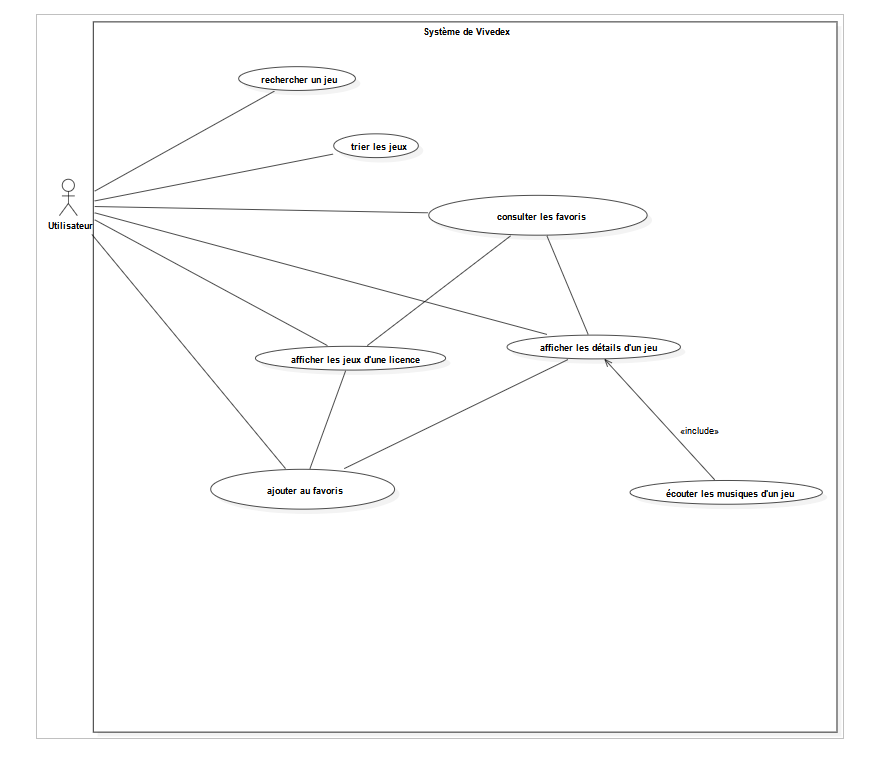 Système de Vivedex
rechercher un jeu
trier les jeux
consulter les favoris
Utilisateur
afficher les détails d'un jeu
afficher les jeux d'une licence
«include»
ajouter au favoris
écouter les musiques d'un jeu